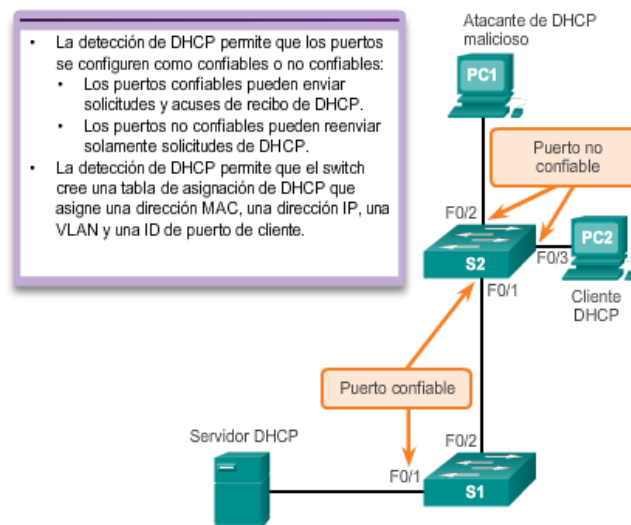 • La detección de DHCP permite que los puertos
se configuren como confiables o no confiables:
• Los puertos confiables pueden enviar
solicitudes y acuses de recibo de DHCP.
• Los puertos no confiables pueden reenviar
solamente solicitudes de DHCP.
• La detección de DHCP permite que el switch
cree una tabla de asignación de DHCP que
asigne una dirección MAC, una dirección IP, una
VLAN y una ID de puerto de cliente.
Atacante de DHCP
malicioso
PC1
Puerto no
confiable
F0/2
PC2
S2
F0/3
F0/1
Cliente
DHCP
Puerto confiable
Servidor DHCP
F0/2
F0/1
S1